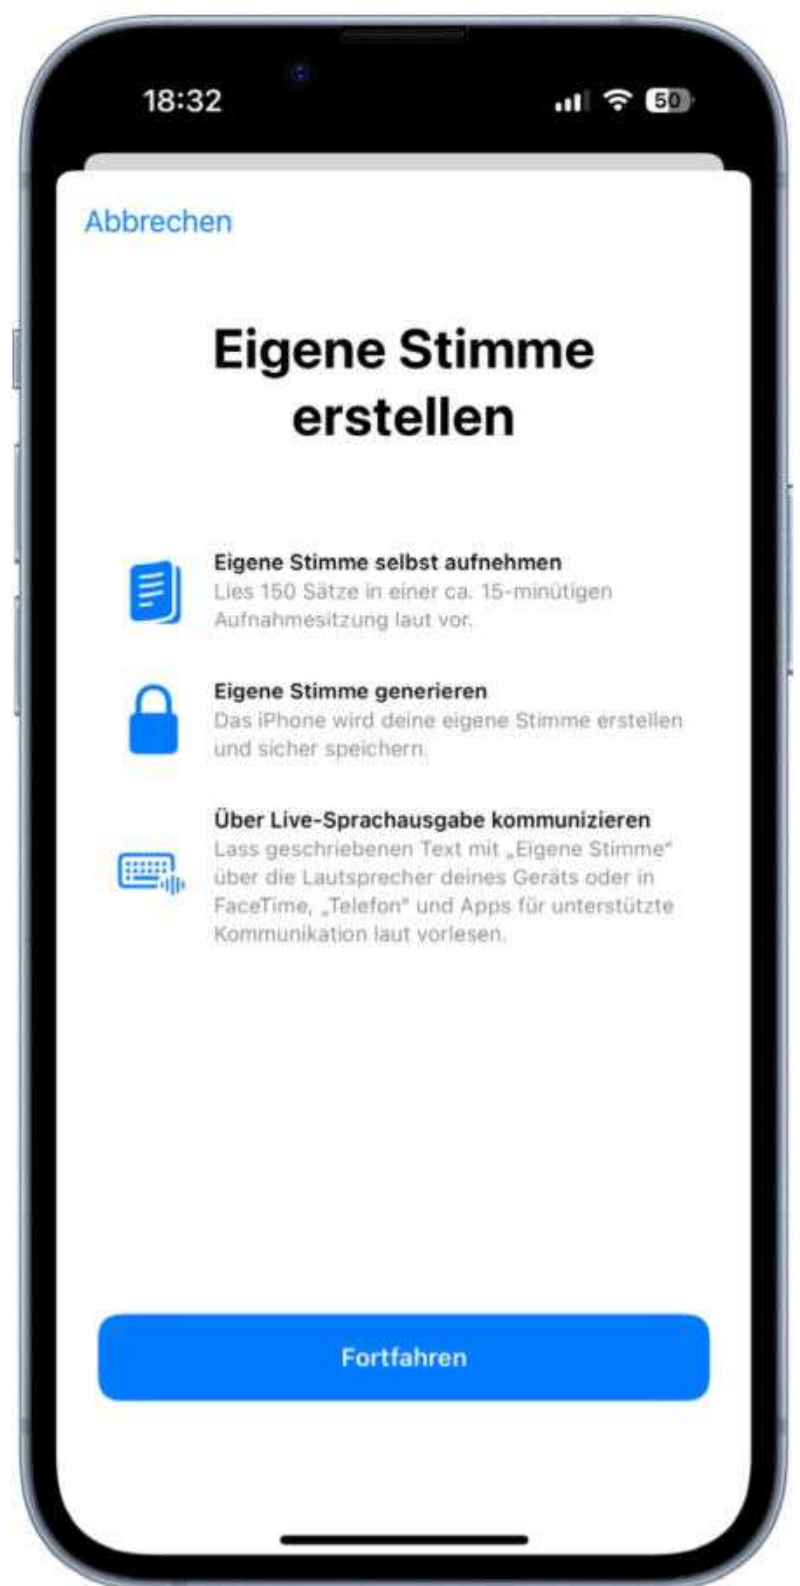 18:32
50
Abbrechen
Eigene Stimme
erstellen
Eigene Stimme selbst aufnehmen
Lies 150 Sätze in einer ca. 15-minütigen
Aufnahmesitzung laut vor.
Eigene Stimme generieren
Das iPhone wird deine eigene Stimme erstellen
und sicher speichern.
Über Live-Sprachausgabe kommunizieren
Lass geschriebenen Text mit „Eigene Stimme“
über die Lautsprecher deines Geräts oder in
FaceTime, „Telefon“ und Apps für unterstützte
Kommunikation laut vorlesen.
Fortfahren